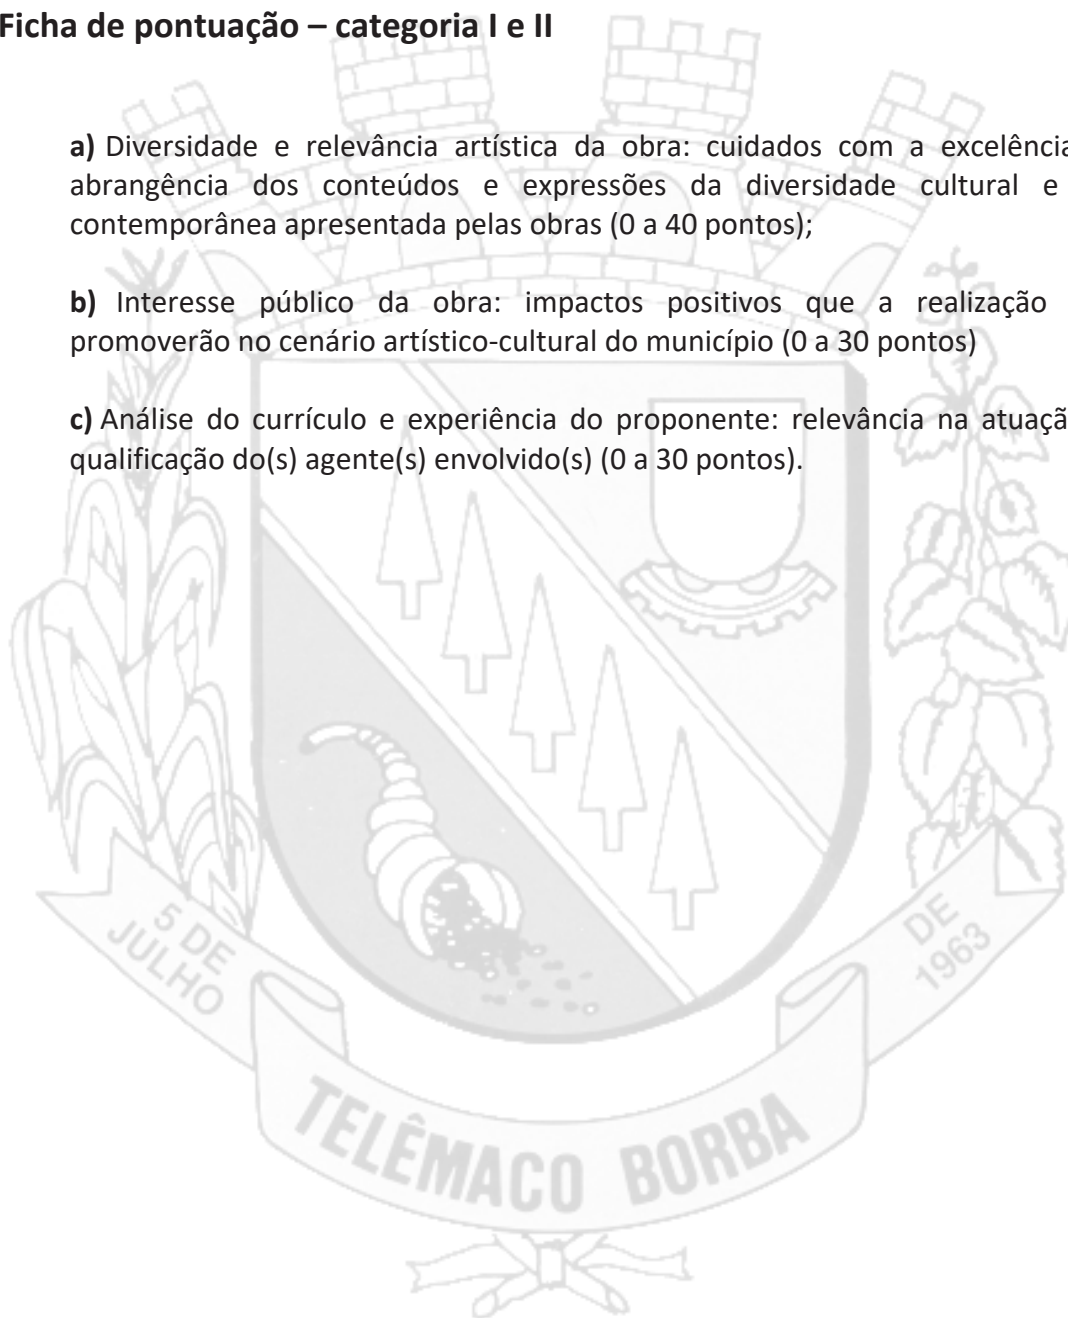 Ficha de pontuação – categoria I e II
a) Diversidade e relevância artística da obra: cuidados com a excelência
abrangência dos conteúdos e expressões da diversidade cultural e
contemporânea apresentada pelas obras (0 a 40 pontos);
b) Interesse público da obra: impactos positivos que a realização
promoverão no cenário artístico-cultural do município (0 a 30 pontos)
c) Análise do currículo e experiência do proponente: relevância na atuaçã
qualificação do(s) agente(s) envolvido(s) (0 a 30 pontos).
5 DE
JULHO
DE
1963
TELÊMACO BORBA